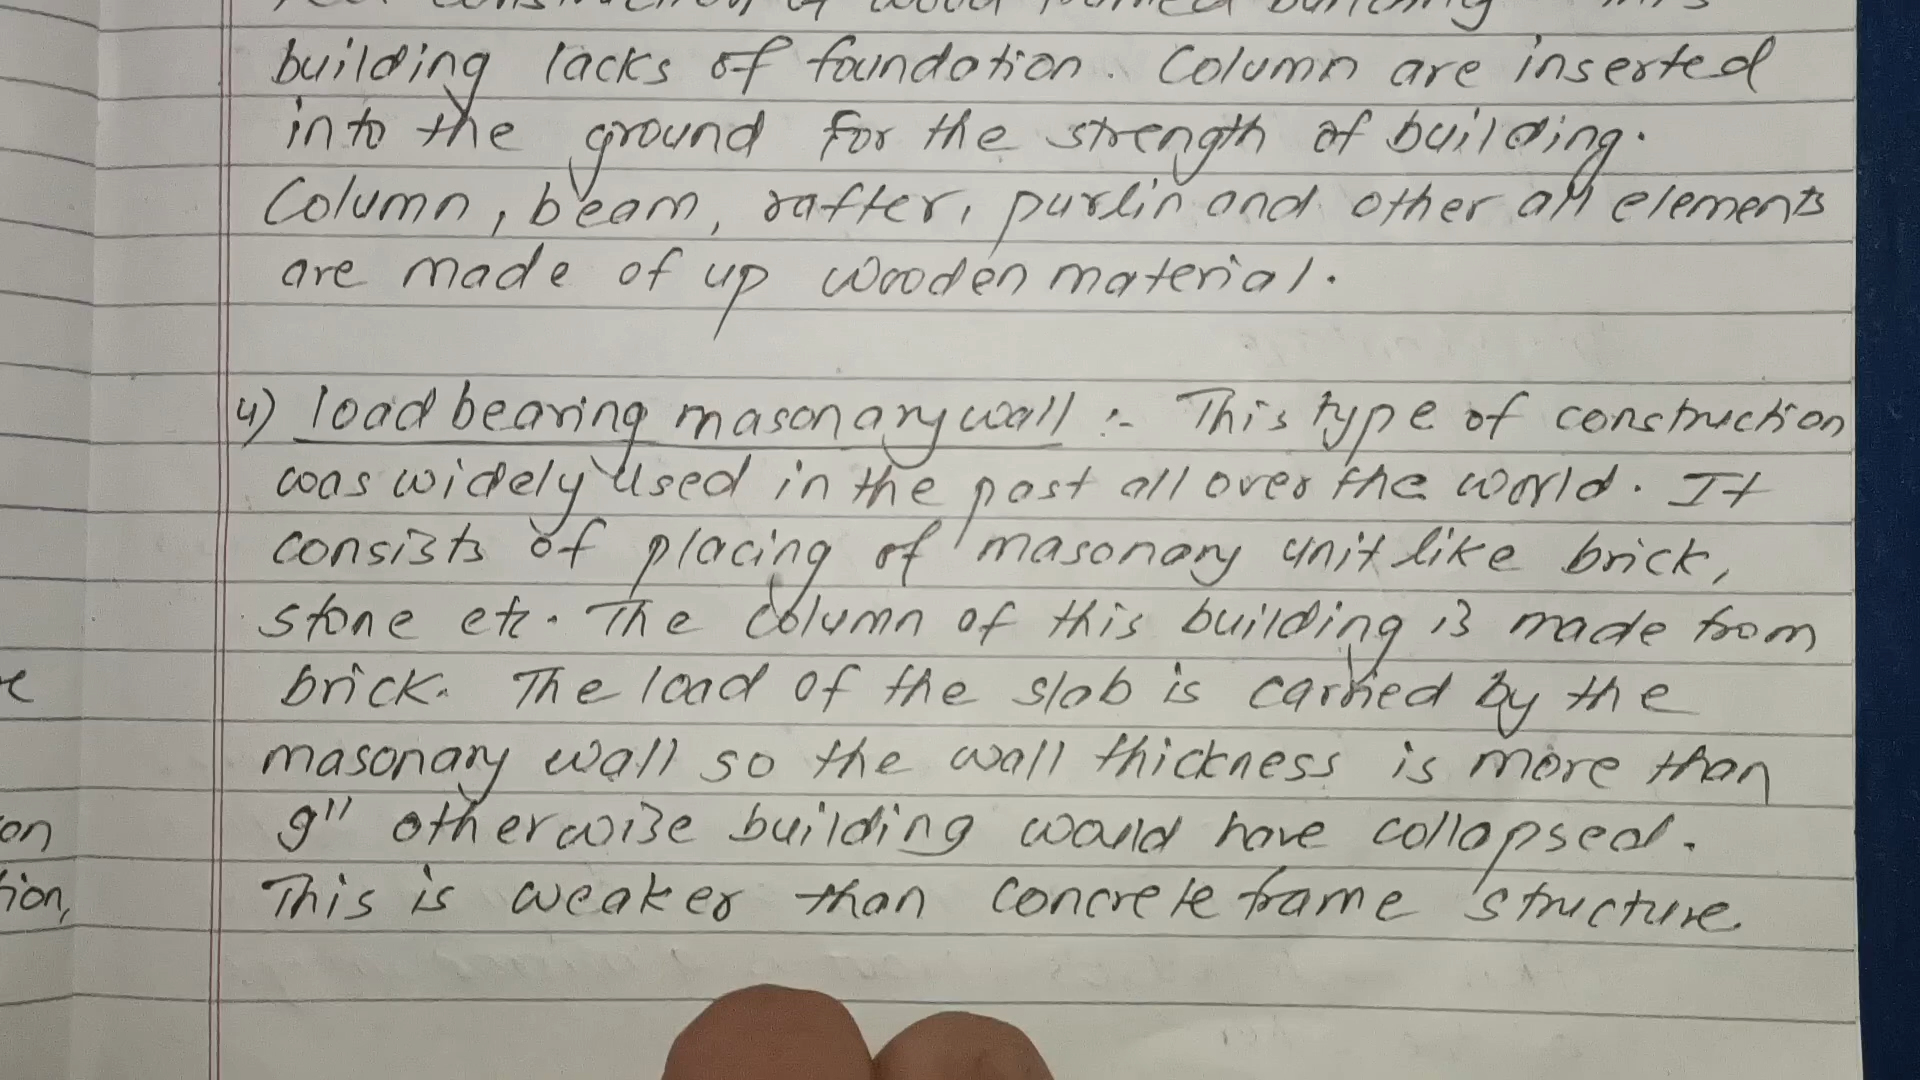 building lacks of foundation. Column are inserted
into the ground for the strength of building.
Column, beam, rafter, purlin and other all elements
are made of up wooden material.
4) load bearing masonary wall :- This type of construction
was widely used in the past all over the world. It
consists of placing of masonary unit like brick,
stone etc. The column of this building is made from
brick. The load of the slab is carried by the
masonary wall so the wall thickness is more than
9" otherwise building would have collapsed.
This is weaker than concrete frame structure.
on
tion,